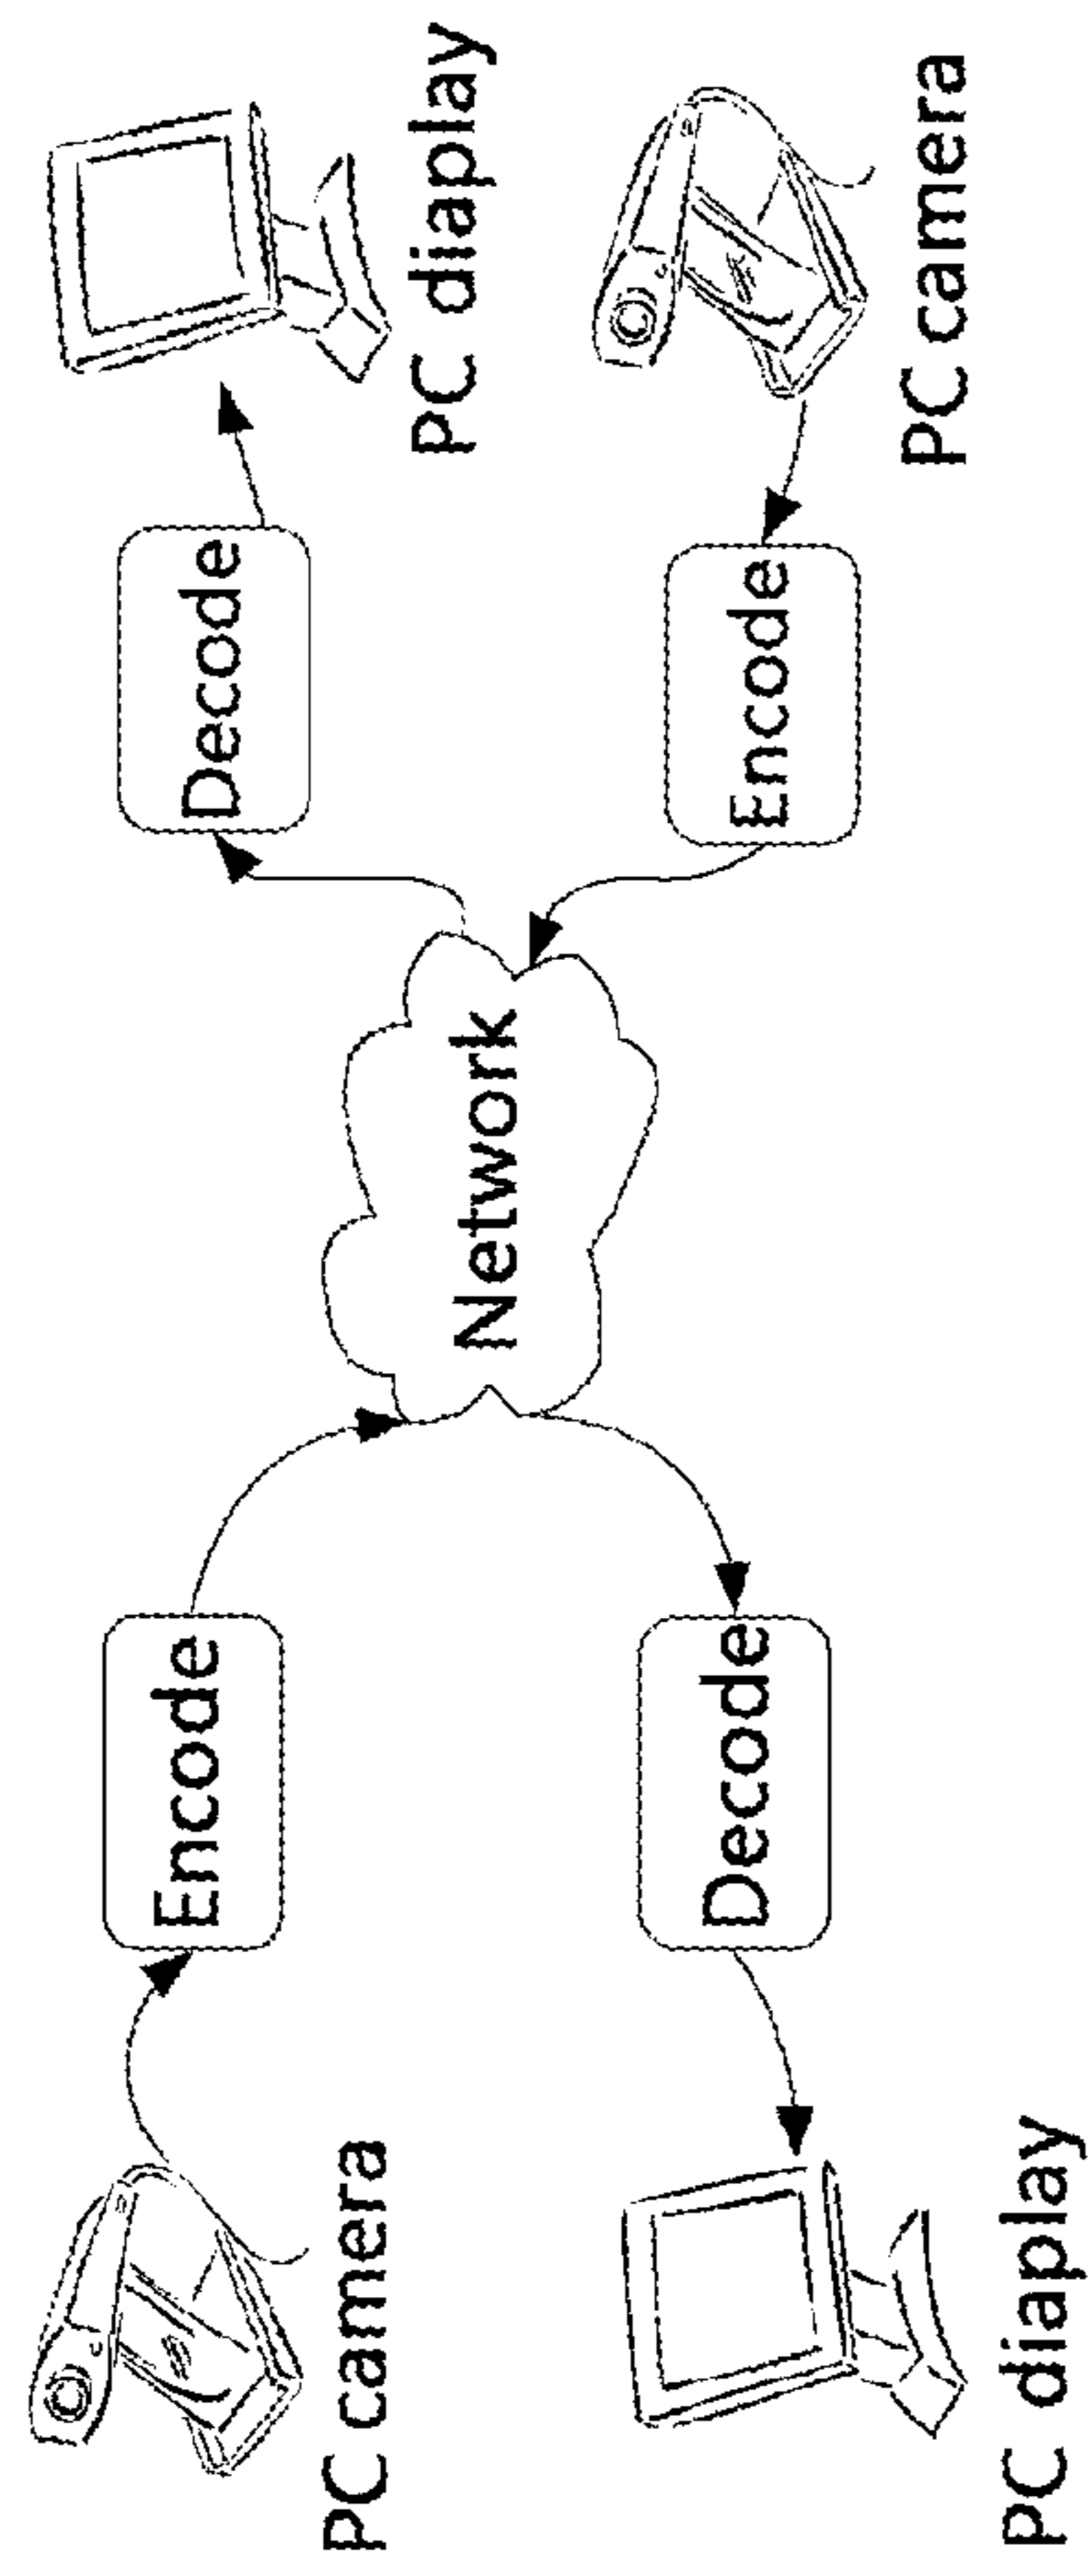 Encode
Decode
PC camera
PC diaplay
Network
Decode
Encode
PC diaplay
PC camera